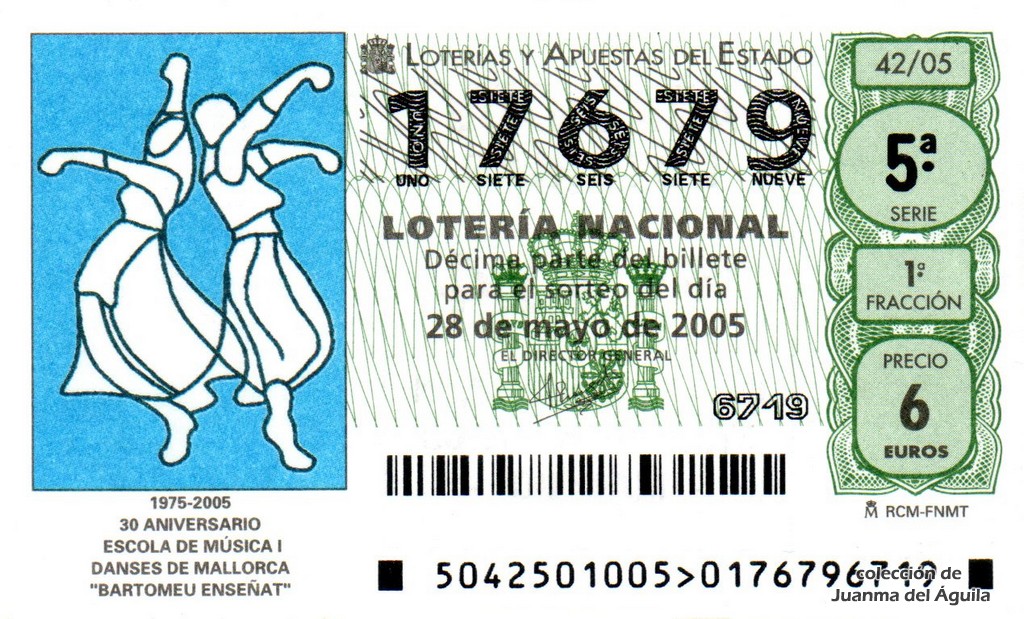 LOTERÍAS Y APUESTAS DEL ESTADO
17679
UNO SIETE SEIS SIETE NUEVE
LOTERÍA NACIONAL
Décima parte del billete
para el sorteo del día
28 de mayo de 2005
EL DIRECTOR GENERAL
6719
42/05
5ª
SERIE
1ª
FRACCIÓN
PRECIO
6
EUROS
RCM-FNMT
1975-2005
30 ANIVERSARIO
ESCOLA DE MÚSICA I
DANSES DE MALLORCA
"BARTOMEU ENSEÑAT"
5042501005>0176796719
colección de
Juanma del Águila